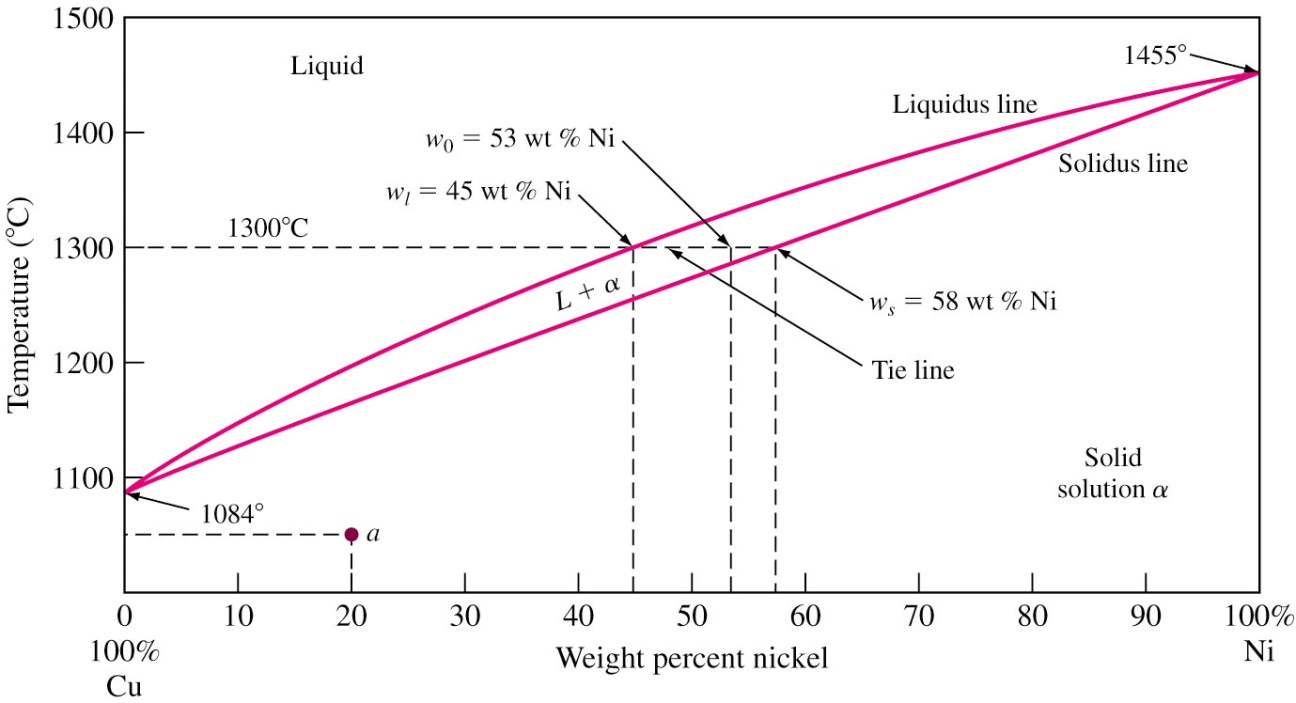 1500
1455°
Liquid
Liquidus line
1400
w₀ = 53 wt % Ni
Solidus line
wₗ = 45 wt % Ni
1300°C
1300
L + α
wₛ = 58 wt % Ni
Temperature (°C)
1200
Tie line
1100
Solid
solution α
1084°
a
0 10 20 30 40 50 60 70 80 90 100%
100%
Cu
Weight percent nickel
Ni